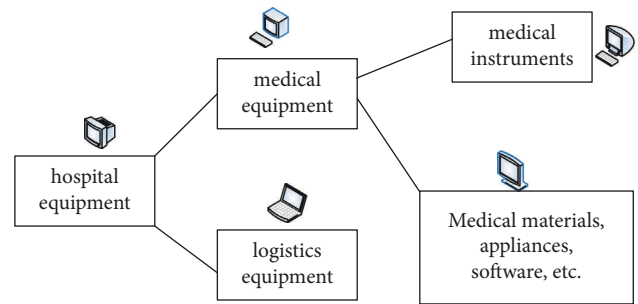 medical
instruments
medical
equipment
hospital
equipment
Medical materials,
appliances,
software, etc.
logistics
equipment